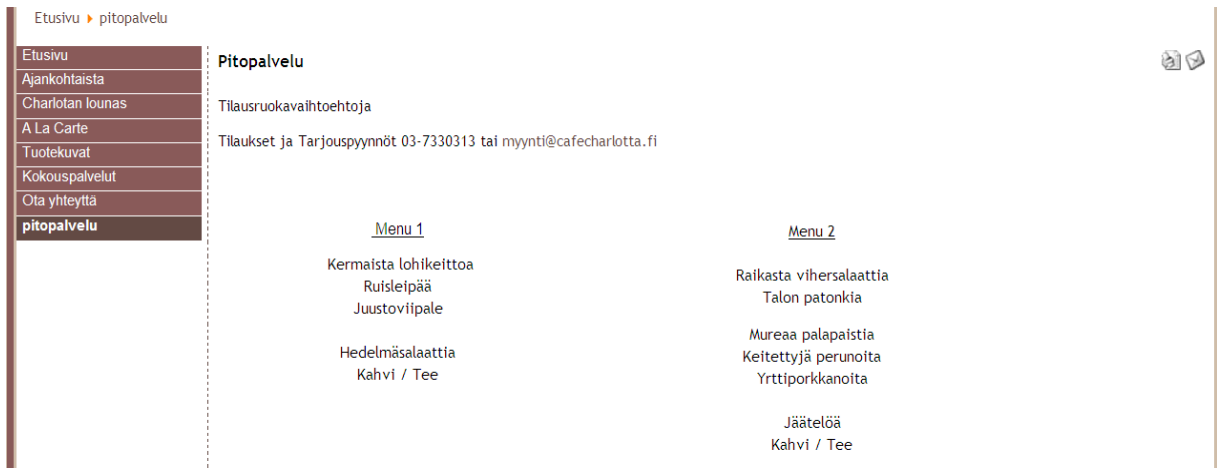 Etusivu pitopalvelu
Etusivu
Ajankohtaista
Charlotan lounas
A La Carte
Tuotekuvat
Kokouspalvelut
Ota yhteyttä
pitopalvelu
Pitopalvelu
Tilausruokavaihtoehtoja
Tilaukset ja Tarjouspyynnöt 03-7330313 tai myynti@cafecharlotta.fi
Menu 1
Kermaista lohikeittoa
Ruisleipää
Juustoviipale
Hedelmäsalaattia
Kahvi / Tee
Menu 2
Raikasta vihersalaattia
Talon patonkia
Mureaa palapaistia
Keitettyjä perunoita
Yrttiporkkanoita
Jäätelöä
Kahvi / Tee